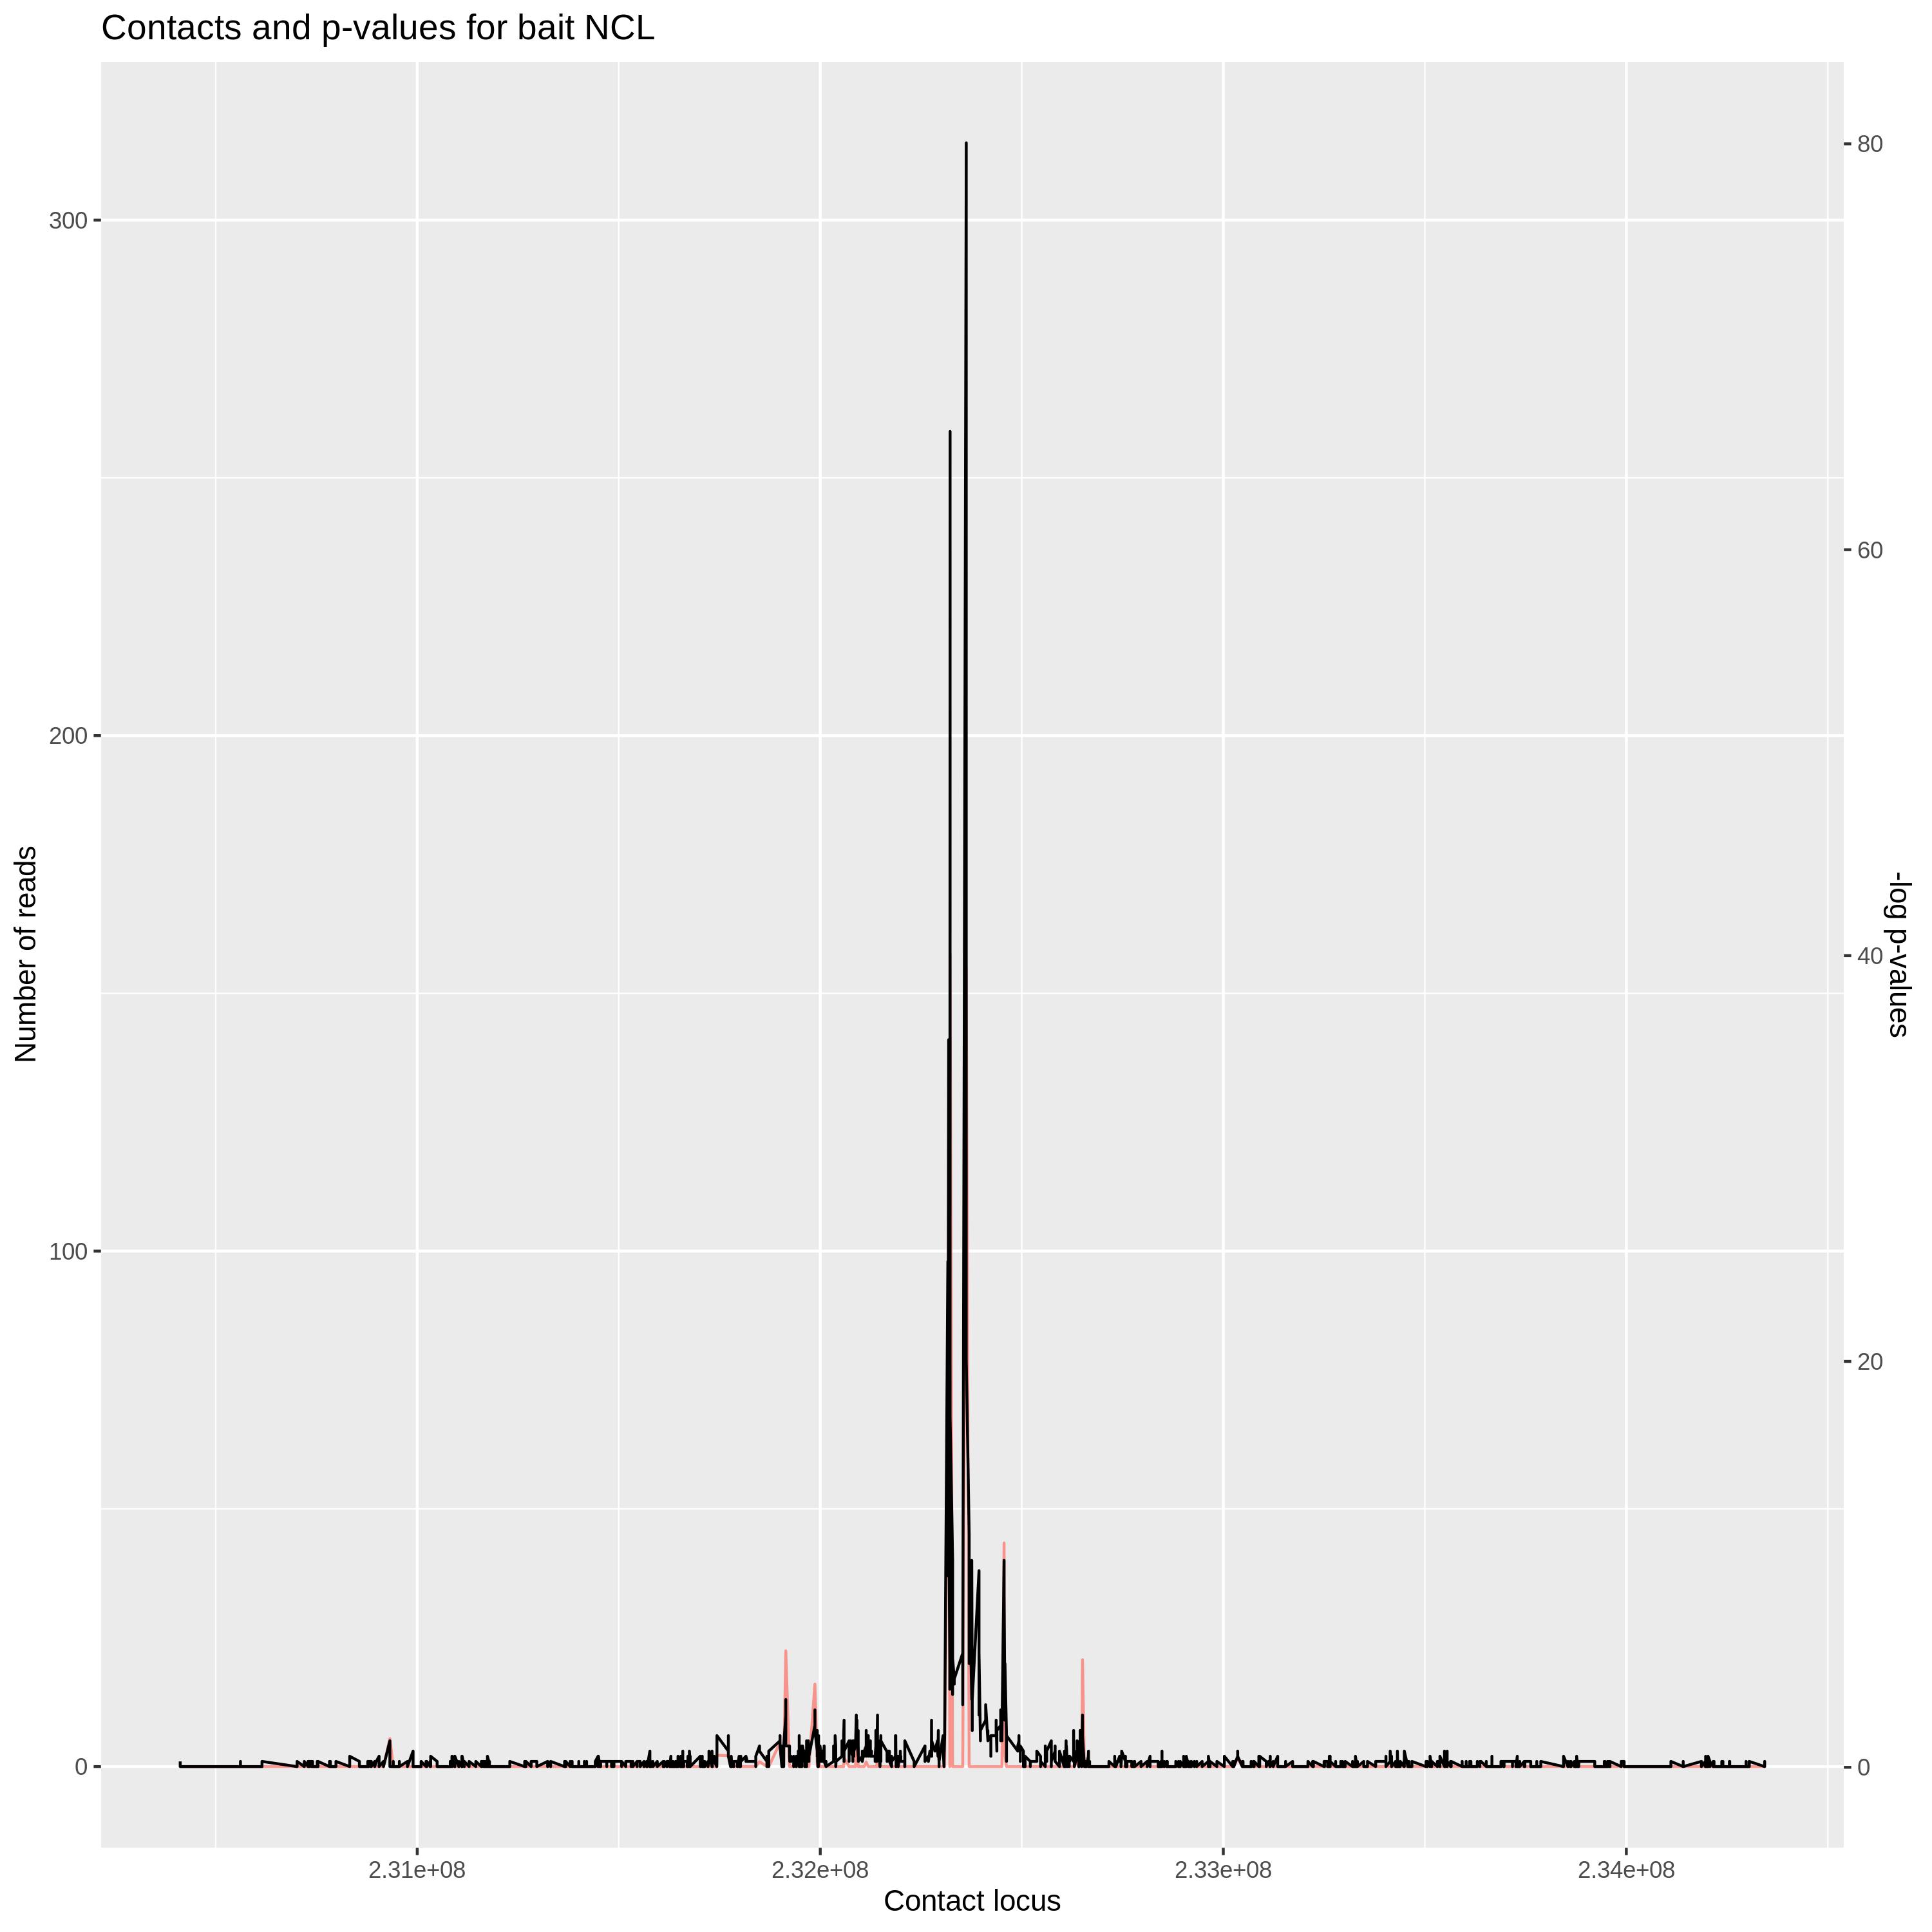 Contacts and p-values for bait NCL
300
200
100
0
80
60
40
20
0
Number of reads
-log p-values
2.31e+08
2.32e+08
2.33e+08
2.34e+08
Contact locus